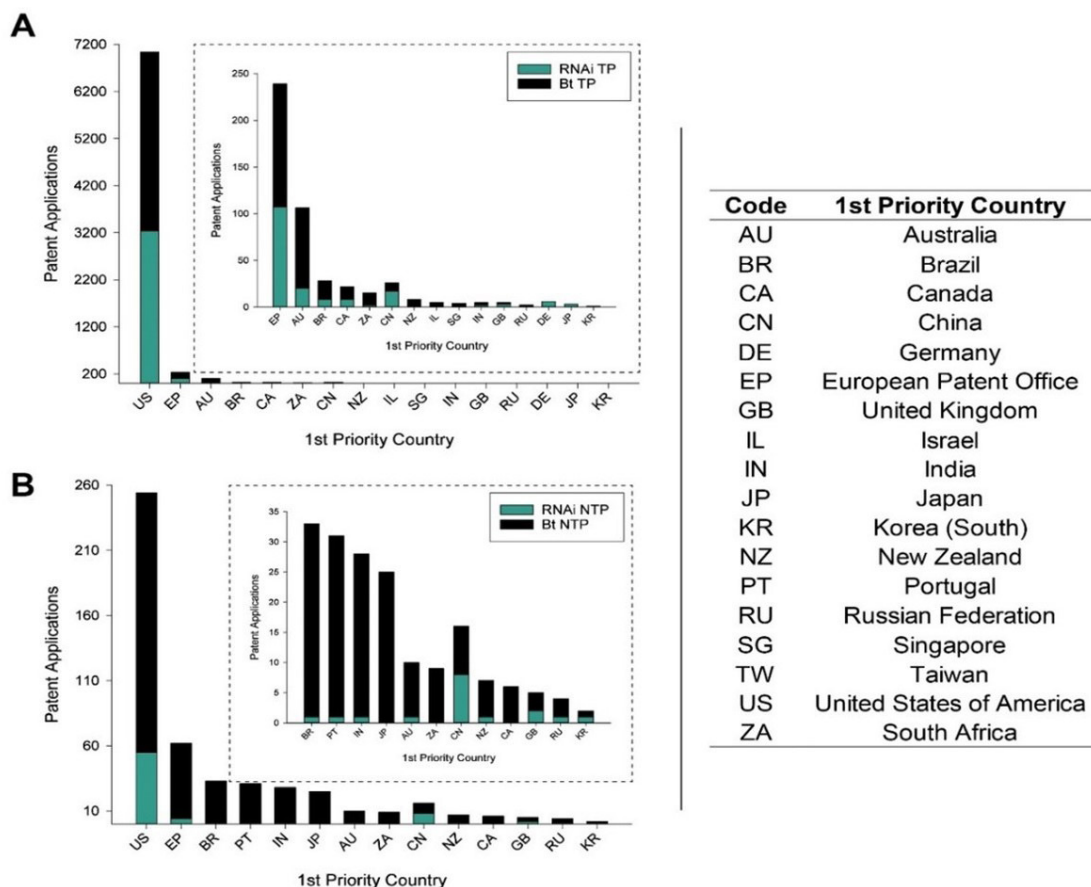 A
7200
6200
5200
4200
3200
2200
1200
200
Patent Applications
US
EP
AU
BR
CA
ZA
CN
NZ
IL
SG
IN
GB
RU
DE
JP
KR
1st Priority Country
RNAi TP
Bt TP
250
200
150
100
50
0
Patent Applications
EP
AU
BR
CA
ZA
CN
NZ
IL
SG
IN
GB
RU
DE
JP
KR
1st Priority Country
B
260
210
160
110
60
10
Patent Applications
US
EP
BR
PT
IN
JP
AU
ZA
CN
NZ
CA
GB
RU
KR
1st Priority Country
RNAi NTP
Bt NTP
35
30
25
20
15
10
5
0
Patent Applications
BR
PT
IN
JP
AU
ZA
CN
NZ
CA
GB
RU
KR
1st Priority Country
Code 1st Priority Country
AU Australia
BR Brazil
CA Canada
CN China
DE Germany
EP European Patent Office
GB United Kingdom
IL Israel
IN India
JP Japan
KR Korea (South)
NZ New Zealand
PT Portugal
RU Russian Federation
SG Singapore
TW Taiwan
US United States of America
ZA South Africa